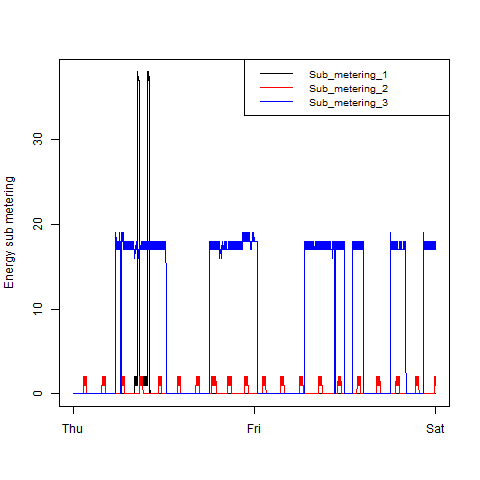 Sub_metering_1
Sub_metering_2
Sub_metering_3
Energy sub metering
30
20
10
0
Thu
Fri
Sat